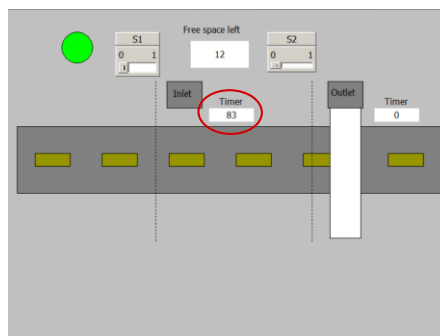 Free space left
S1
0 1
12
S2
0 1
Inlet
Timer
83
Outlet
Timer
0